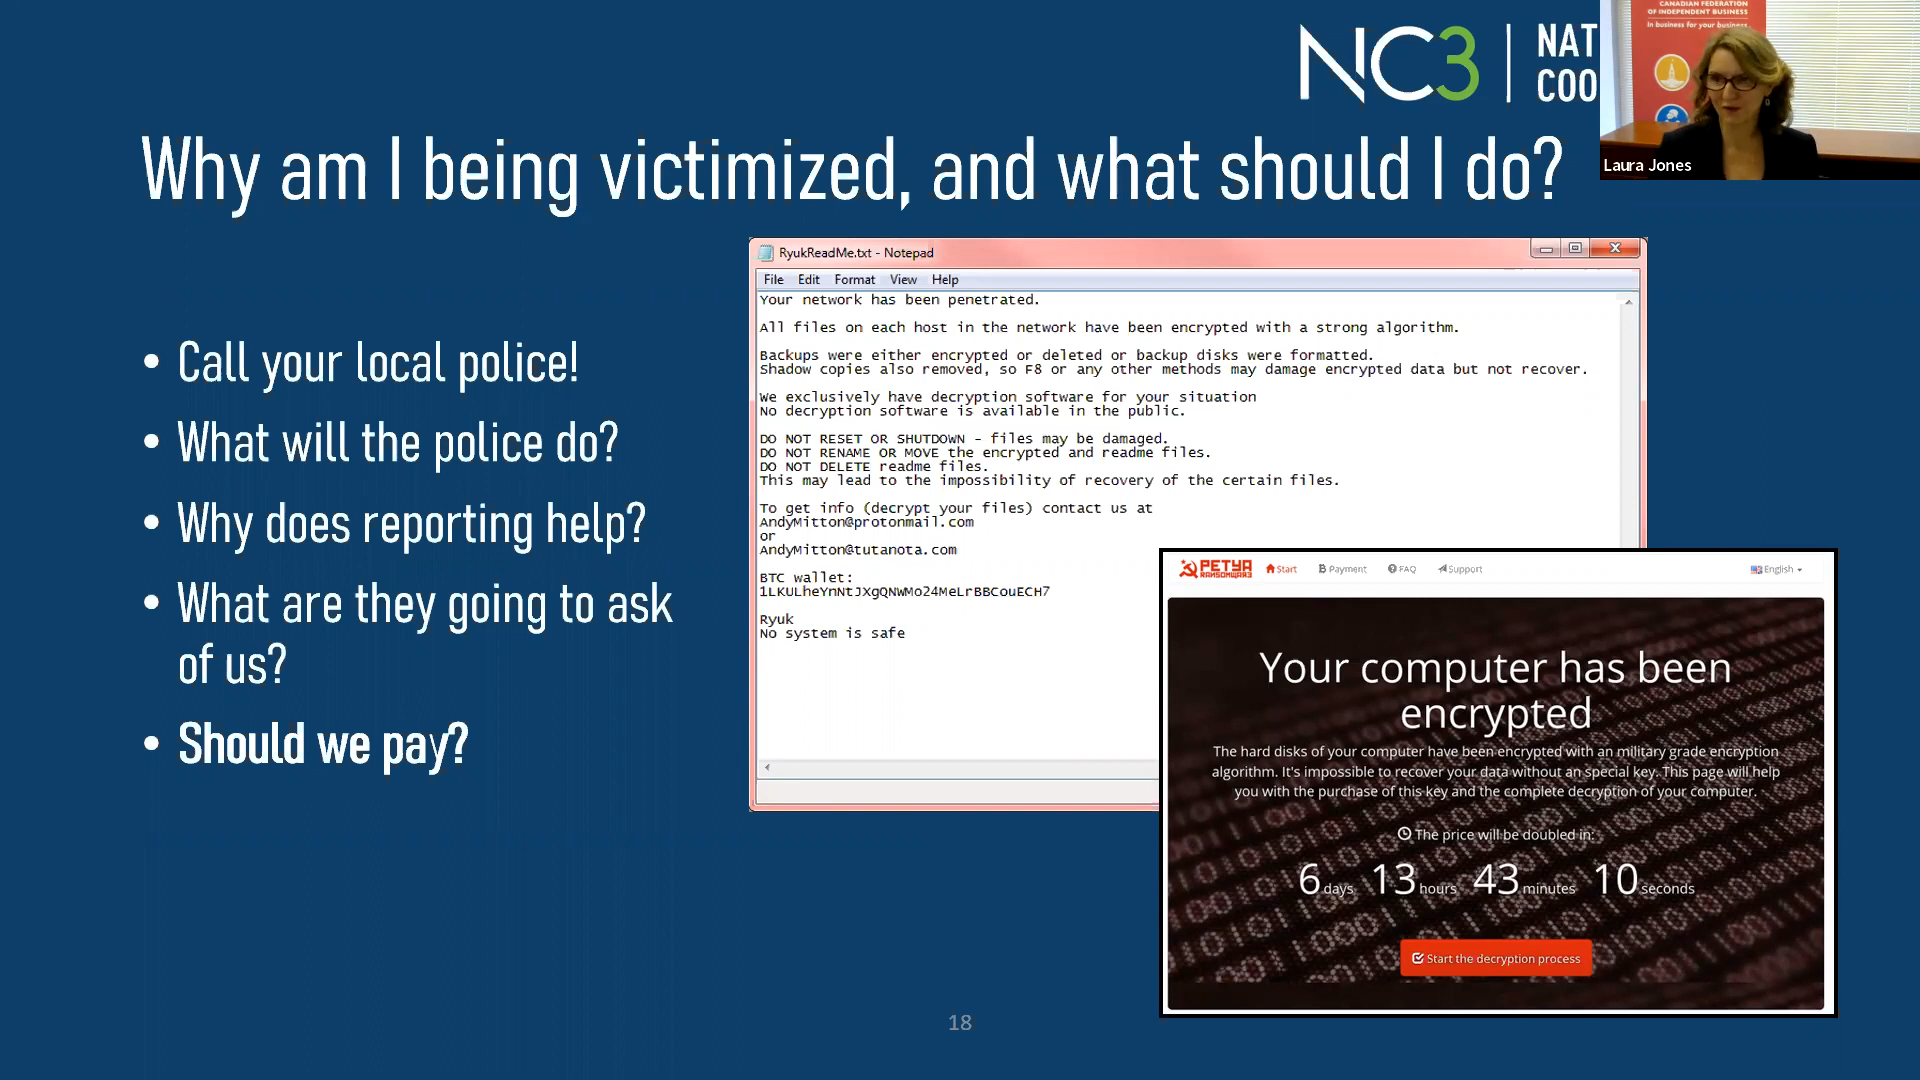 CANADIAN FEDERATION
OF INDEPENDENT BUSINESS
In business for your business
NC3 | NAT
COO
Laura Jones
Why am I being victimized, and what should I do?
• Call your local police!
• What will the police do?
• Why does reporting help?
• What are they going to ask
of us?
• Should we pay?
RyukReadMe.txt - Notepad
File Edit Format View Help
Your network has been penetrated.
All files on each host in the network have been encrypted with a strong algorithm.
Backups were either encrypted or deleted or backup disks were formatted.
Shadow copies also removed, so F8 or any other methods may damage encrypted data but not recover.
We exclusively have decryption software for your situation
No decryption software is available in the public.
DO NOT RESET OR SHUTDOWN - files may be damaged.
DO NOT RENAME OR MOVE the encrypted and readme files.
DO NOT DELETE readme files.
This may lead to the impossibility of recovery of the certain files.
To get info (decrypt your files) contact us at
AndyMitton@protonmail.com
or
AndyMitton@tutanota.com
BTC wallet:
1LKULheYnNtJXgQNWMo24MeLrBBCouECH7
Ryuk
No system is safe
PETYA
RANSOMWARE
Start Payment FAQ Support English
Your computer has been
encrypted
The hard disks of your computer have been encrypted with an military grade encryption
algorithm. It's impossible to recover your data without an special key. This page will help
you with the purchase of this key and the complete decryption of your computer.
The price will be doubled in:
6 days 13 hours 43 minutes 10 seconds
Start the decryption process
18